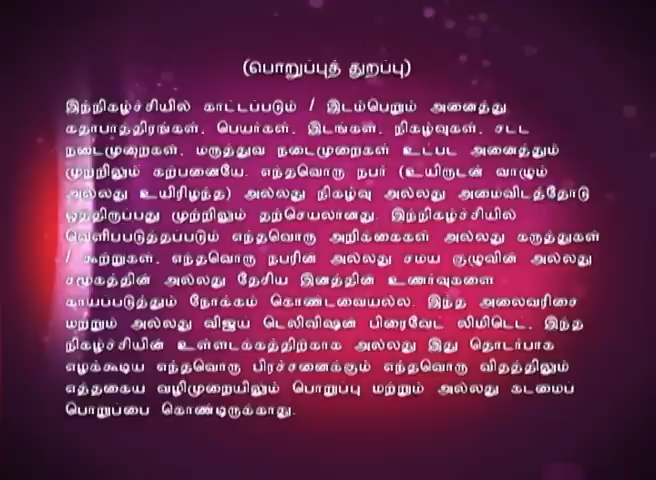 (பொறுப்புத் துறப்பு)
இந்நிகழ்ச்சியில் காட்டப்படும் / இடம்பெறும் அனைத்து
கதாபாத்திரங்கள், பெயர்கள், இடங்கள், நிகழ்வுகள், சட்ட
நடைமுறைகள், மருத்துவ நடைமுறைகள் உட்பட அனைத்தும்
முற்றிலும் கற்பனையே. எந்தவொரு நபர் (உயிருடன் வாழும்
அல்லது உயிரிழந்த) அல்லது நிகழ்வு அல்லது அமைவிடத்தோடு
ஒத்திருப்பது முற்றிலும் தற்செயலானது. இந்நிகழ்ச்சியில்
வெளிப்படுத்தப்படும் எந்தவொரு அறிக்கைகள் அல்லது கருத்துகள்
/ கூற்றுகள், எந்தவொரு நபரின் அல்லது சமய குழுவின் அல்லது
சமூகத்தின் அல்லது தேசிய இனத்தின் உணர்வுகளை
காயப்படுத்தும் நோக்கம் கொண்டவையல்ல. இந்த அலைவரிசை
மற்றும் அல்லது விஜய் டெலிவிஷன் பிரைவேட் லிமிடெட், இந்த
நிகழ்ச்சியின் உள்ளடக்கத்திற்காக அல்லது இது தொடர்பாக
எழக்கூடிய எந்தவொரு பிரச்சனைக்கும் எந்தவொரு விதத்திலும்
எத்தகைய வழிமுறையிலும் பொறுப்பு மற்றும் அல்லது கடமைப்
பொறுப்பை கொண்டிருக்காது.